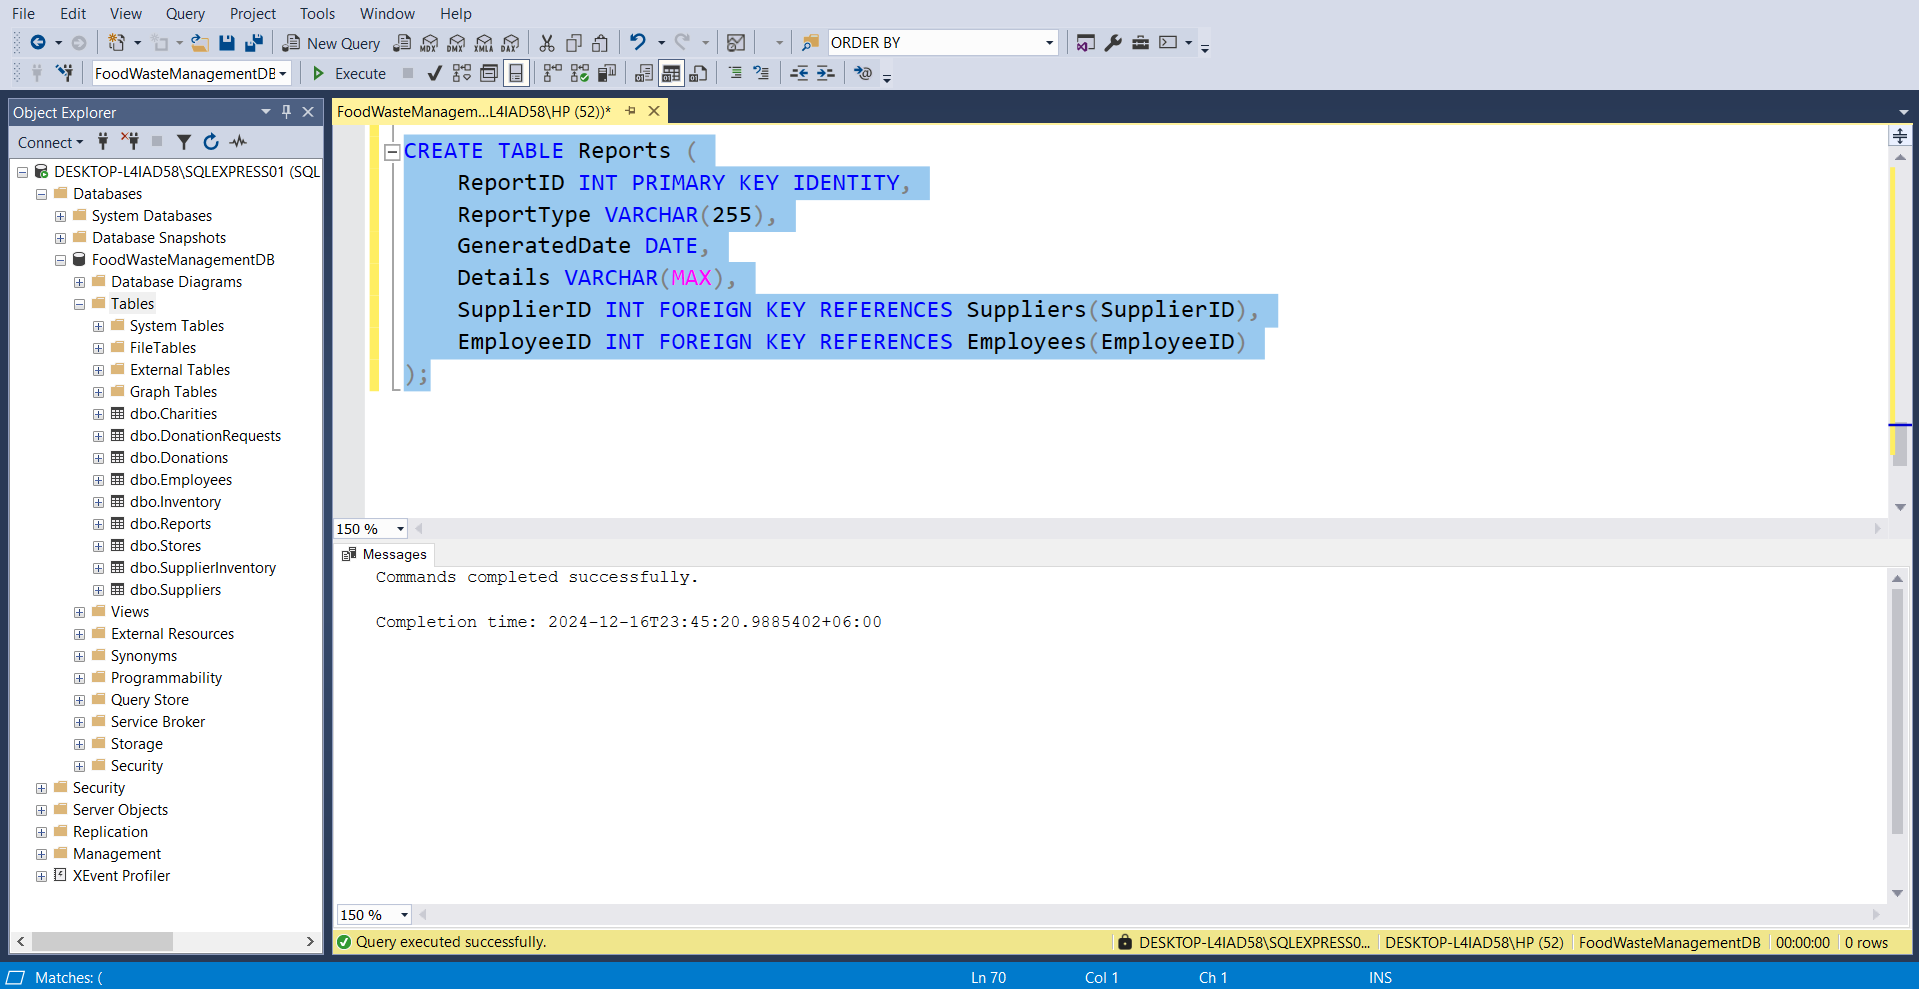 File Edit View Query Project Tools Window Help
New Query MDX DMX XMLA DAX ORDER BY
FoodWasteManagementDB Execute
Object Explorer
Connect
DESKTOP-L4IAD58\SQLEXPRESS01 (SQL
Databases
System Databases
Database Snapshots
FoodWasteManagementDB
Database Diagrams
Tables
System Tables
FileTables
External Tables
Graph Tables
dbo.Charities
dbo.DonationRequests
dbo.Donations
dbo.Employees
dbo.Inventory
dbo.Reports
dbo.Stores
dbo.SupplierInventory
dbo.Suppliers
Views
External Resources
Synonyms
Programmability
Query Store
Service Broker
Storage
Security
Security
Server Objects
Replication
Management
XEvent Profiler
FoodWasteManagem...L4IAD58\HP (52))*
CREATE TABLE Reports (
ReportID INT PRIMARY KEY IDENTITY,
ReportType VARCHAR(255),
GeneratedDate DATE,
Details VARCHAR(MAX),
SupplierID INT FOREIGN KEY REFERENCES Suppliers(SupplierID),
EmployeeID INT FOREIGN KEY REFERENCES Employees(EmployeeID)
);
150 %
Messages
Commands completed successfully.
Completion time: 2024-12-16T23:45:20.9885402+06:00
150 %
Query executed successfully. DESKTOP-L4IAD58\SQLEXPRESS0... DESKTOP-L4IAD58\HP (52) FoodWasteManagementDB 00:00:00 0 rows
Matches: ( Ln 70 Col 1 Ch 1 INS